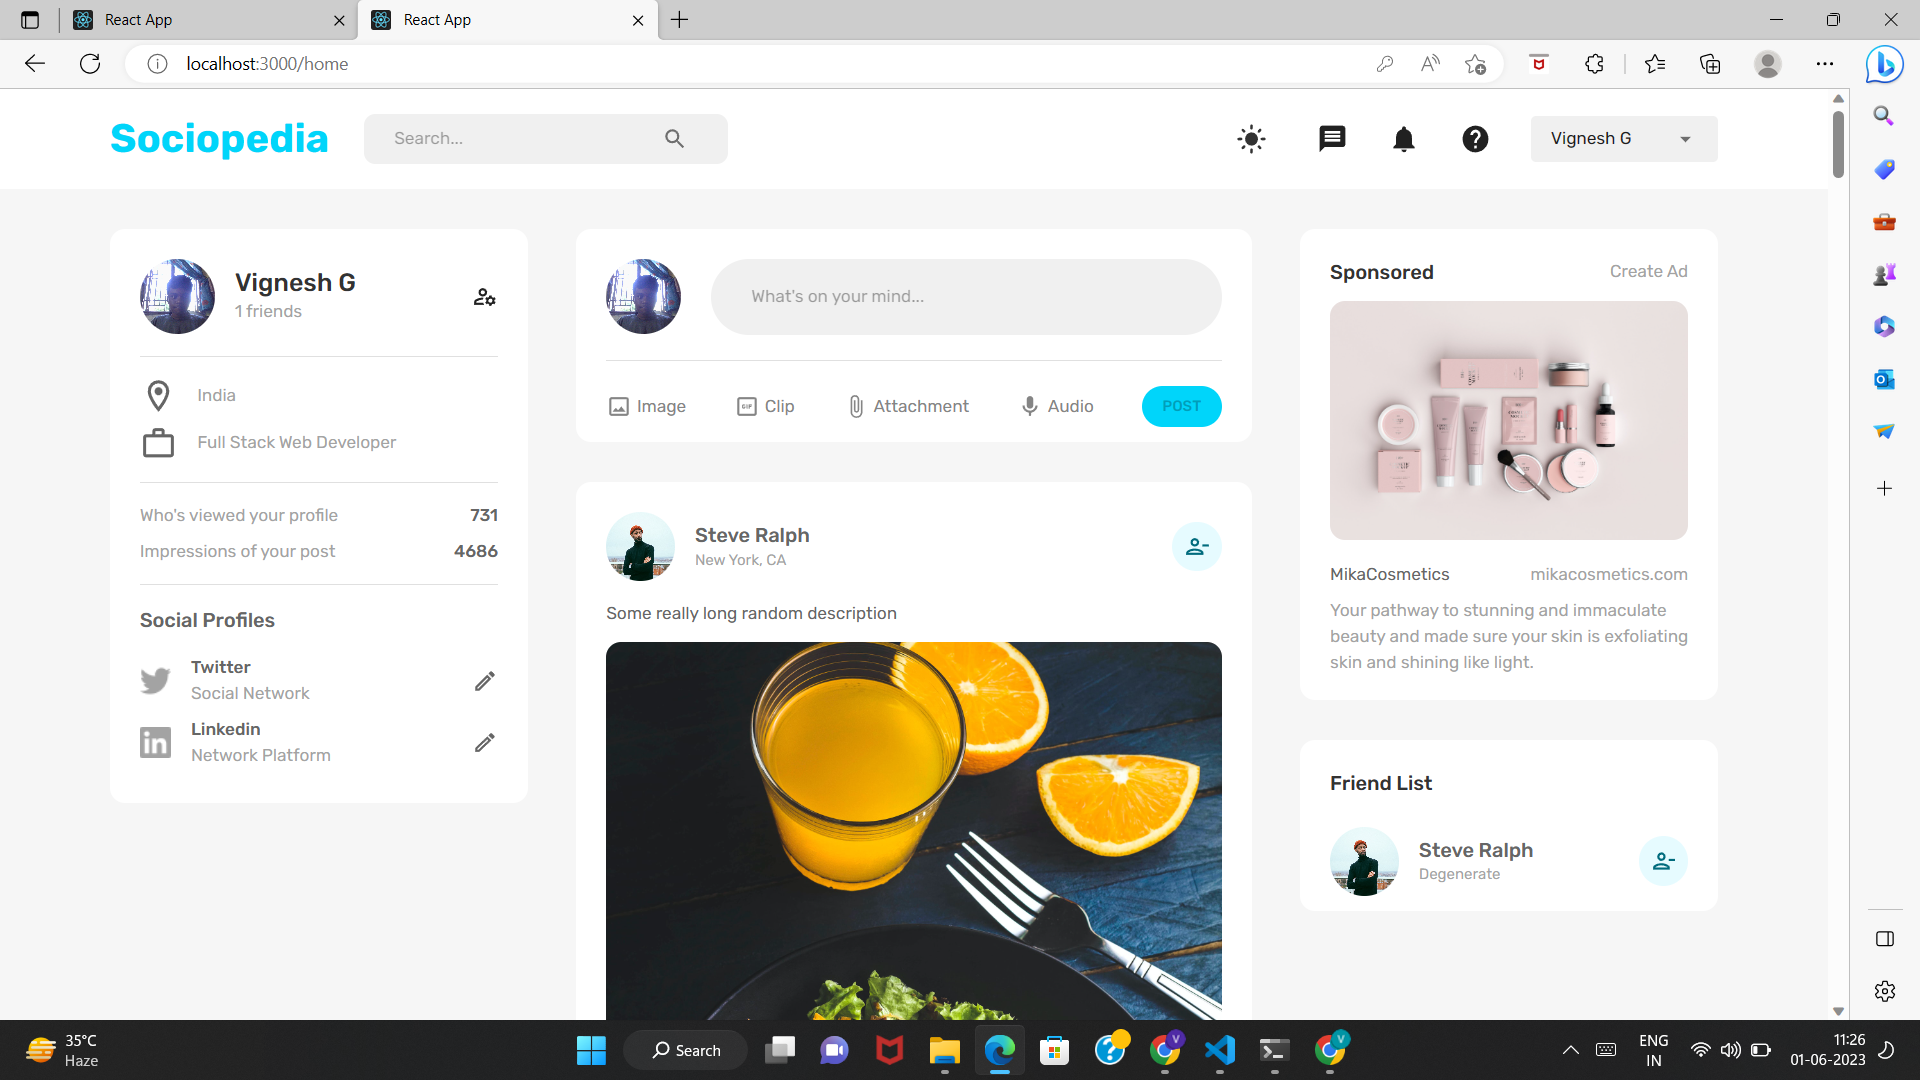 React App
React App
localhost:3000/home
Sociopedia
Search...
Vignesh G
Vignesh G
1 friends
India
Full Stack Web Developer
Who's viewed your profile 731
Impressions of your post 4686
Social Profiles
Twitter
Social Network
Linkedin
Network Platform
What's on your mind...
Image
GIF
Clip
Attachment
Audio
POST
Steve Ralph
New York, CA
Some really long random description
Sponsored
Create Ad
MikaCosmetics
mikacosmetics.com
Your pathway to stunning and immaculate
beauty and made sure your skin is exfoliating
skin and shining like light.
Friend List
Steve Ralph
Degenerate
35°C
Haze
Search
V
V
ENG
IN
11:26
01-06-2023